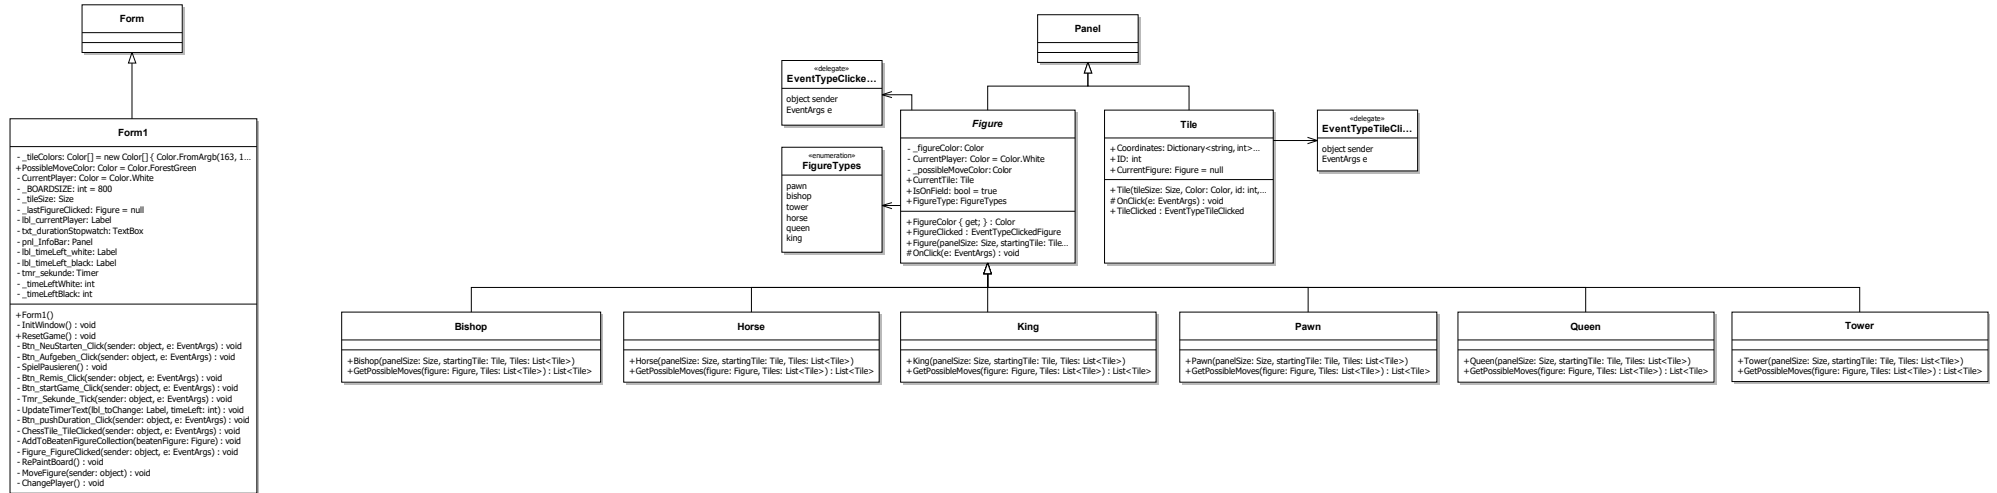 Form
Form1
- _tileColors: Color[] = new Color[] { Color.FromArgb(163, 1...
+ PossibleMoveColor: Color = Color.ForestGreen
- CurrentPlayer: Color = Color.White
- _BOARDSIZE: int = 800
- _tileSize: Size
- _lastFigureClicked: Figure = null
- lbl_currentPlayer: Label
- txt_durationStopwatch: TextBox
- pnl_InfoBar: Panel
- lbl_timeLeft_white: Label
- lbl_timeLeft_black: Label
- tmr_sekunde: Timer
- _timeLeftWhite: int
- _timeLeftBlack: int
+ Form1()
- InitWindow() : void
+ ResetGame() : void
- Btn_NeuStarten_Click(sender: object, e: EventArgs) : void
- Btn_Aufgeben_Click(sender: object, e: EventArgs) : void
- SpielPausieren() : void
- Btn_Remis_Click(sender: object, e: EventArgs) : void
- Btn_startGame_Click(sender: object, e: EventArgs) : void
- Tmr_Sekunde_Tick(sender: object, e: EventArgs) : void
- UpdateTimerText(lbl_toChange: Label, timeLeft: int) : void
- Btn_pushDuration_Click(sender: object, e: EventArgs) : void
- ChessTile_TileClicked(sender: object, e: EventArgs) : void
- AddToBeatenFigureCollection(beatenFigure: Figure) : void
- Figure_FigureClicked(sender: object, e: EventArgs) : void
- RePaintBoard() : void
- MoveFigure(sender: object) : void
- ChangePlayer() : void
Panel
«delegate»
EventTypeClicke...
object sender
EventArgs e
«enumeration»
FigureTypes
pawn
bishop
tower
horse
queen
king
Figure
- _figureColor: Color
- CurrentPlayer: Color = Color.White
- _possibleMoveColor: Color
+ CurrentTile: Tile
+ IsOnField: bool = true
- FigureType: FigureTypes
+ FigureColor { get; } : Color
+ FigureClicked : EventTypeClickedFigure
+ Figure(panelSize: Size, startingTile: Tile...
# OnClick(e: EventArgs) : void
Tile
+ Coordinates: Dictionary<string, int>...
+ ID: int
+ CurrentFigure: Figure = null
+ Tile(tileSize: Size, Color: Color, id: int,...
# OnClick(e: EventArgs) : void
+ TileClicked : EventTypeTileClicked
«delegate»
EventTypeTileCli...
object sender
EventArgs e
Bishop
+ Bishop(panelSize: Size, startingTile: Tile, Tiles: List<Tile>)
+ GetPossibleMoves(figure: Figure, Tiles: List<Tile>) : List<Tile>
Horse
+ Horse(panelSize: Size, startingTile: Tile, Tiles: List<Tile>)
+ GetPossibleMoves(figure: Figure, Tiles: List<Tile>) : List<Tile>
King
+ King(panelSize: Size, startingTile: Tile, Tiles: List<Tile>)
+ GetPossibleMoves(figure: Figure, Tiles: List<Tile>) : List<Tile>
Pawn
+ Pawn(panelSize: Size, startingTile: Tile, Tiles: List<Tile>)
+ GetPossibleMoves(figure: Figure, Tiles: List<Tile>) : List<Tile>
Queen
+ Queen(panelSize: Size, startingTile: Tile, Tiles: List<Tile>)
+ GetPossibleMoves(figure: Figure, Tiles: List<Tile>) : List<Tile>
Tower
+ Tower(panelSize: Size, startingTile: Tile, Tiles: List<Tile>)
+ GetPossibleMoves(figure: Figure, Tiles: List<Tile>) : List<Tile>